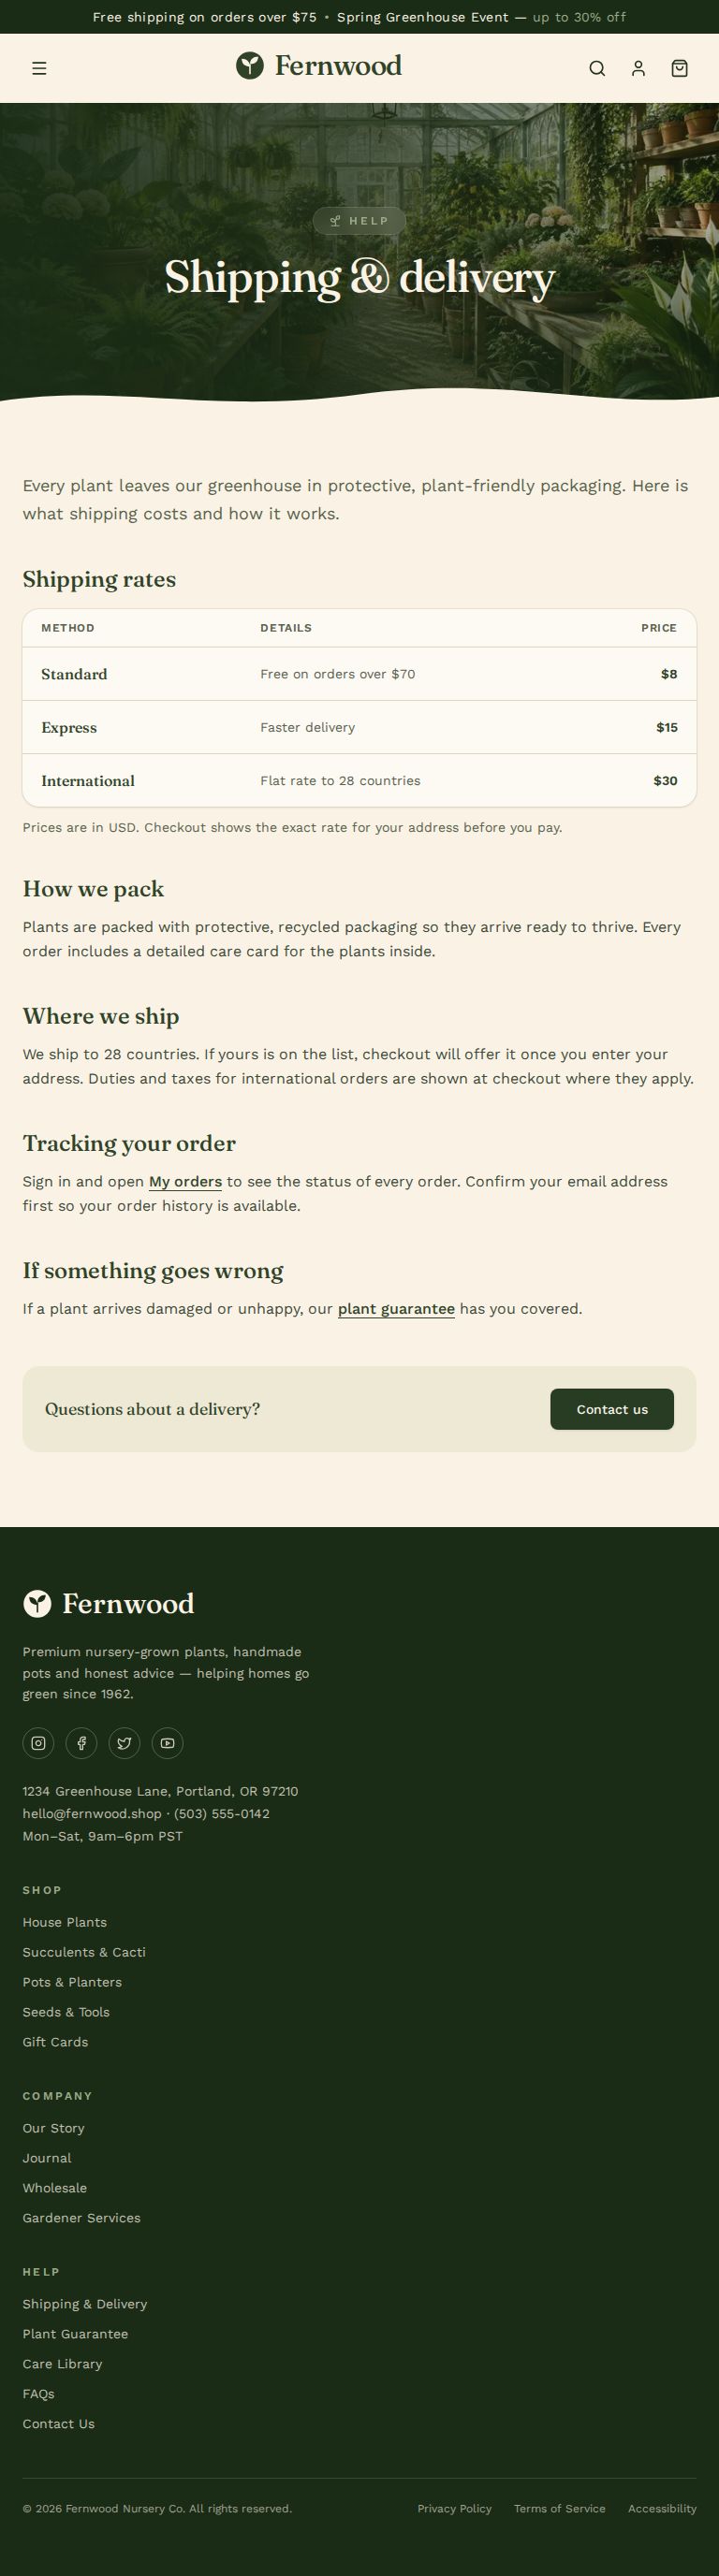 Free shipping on orders over $75 • Spring Greenhouse Event — up to 30% off
Fernwood
HELP
Shipping & delivery
Every plant leaves our greenhouse in protective, plant-friendly packaging. Here is
what shipping costs and how it works.
Shipping rates
METHOD DETAILS PRICE
Standard Free on orders over $70 $8
Express Faster delivery $15
International Flat rate to 28 countries $30
Prices are in USD. Checkout shows the exact rate for your address before you pay.
How we pack
Plants are packed with protective, recycled packaging so they arrive ready to thrive. Every
order includes a detailed care card for the plants inside.
Where we ship
We ship to 28 countries. If yours is on the list, checkout will offer it once you enter your
address. Duties and taxes for international orders are shown at checkout where they apply.
Tracking your order
Sign in and open My orders to see the status of every order. Confirm your email address
first so your order history is available.
If something goes wrong
If a plant arrives damaged or unhappy, our plant guarantee has you covered.
Questions about a delivery? Contact us
Fernwood
Premium nursery-grown plants, handmade
pots and honest advice — helping homes go
green since 1962.
1234 Greenhouse Lane, Portland, OR 97210
hello@fernwood.shop · (503) 555-0142
Mon–Sat, 9am–6pm PST
SHOP
House Plants
Succulents & Cacti
Pots & Planters
Seeds & Tools
Gift Cards
COMPANY
Our Story
Journal
Wholesale
Gardener Services
HELP
Shipping & Delivery
Plant Guarantee
Care Library
FAQs
Contact Us
© 2026 Fernwood Nursery Co. All rights reserved. Privacy Policy Terms of Service Accessibility